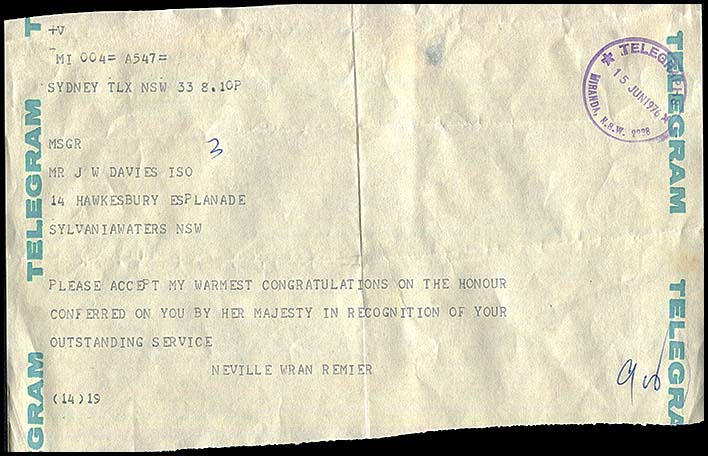 +V
MI 004= A547=
SYDNEY TLX NSW 33 8.10P
MSGR
3
MR J W DAVIES ISO
14 HAWKESBURY ESPLANADE
SYLVANIAWATERS NSW
PLEASE ACCEPT MY WARMEST CONGRATULATIONS ON THE HONOUR
CONFERRED ON YOU BY HER MAJESTY IN RECOGNITION OF YOUR
OUTSTANDING SERVICE
NEVILLE WRAN REMIER
(14)19
TELEGRAPH
15 JUN 1976
MIRANDA, N.S.W. 2228
T
TELEGRAM
GRAM
TELEGRAM
TELEGRAM